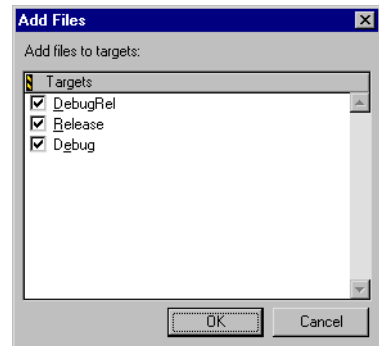 Add Files
Add files to targets:
Targets
DebugRel
Release
Debug
OK
Cancel